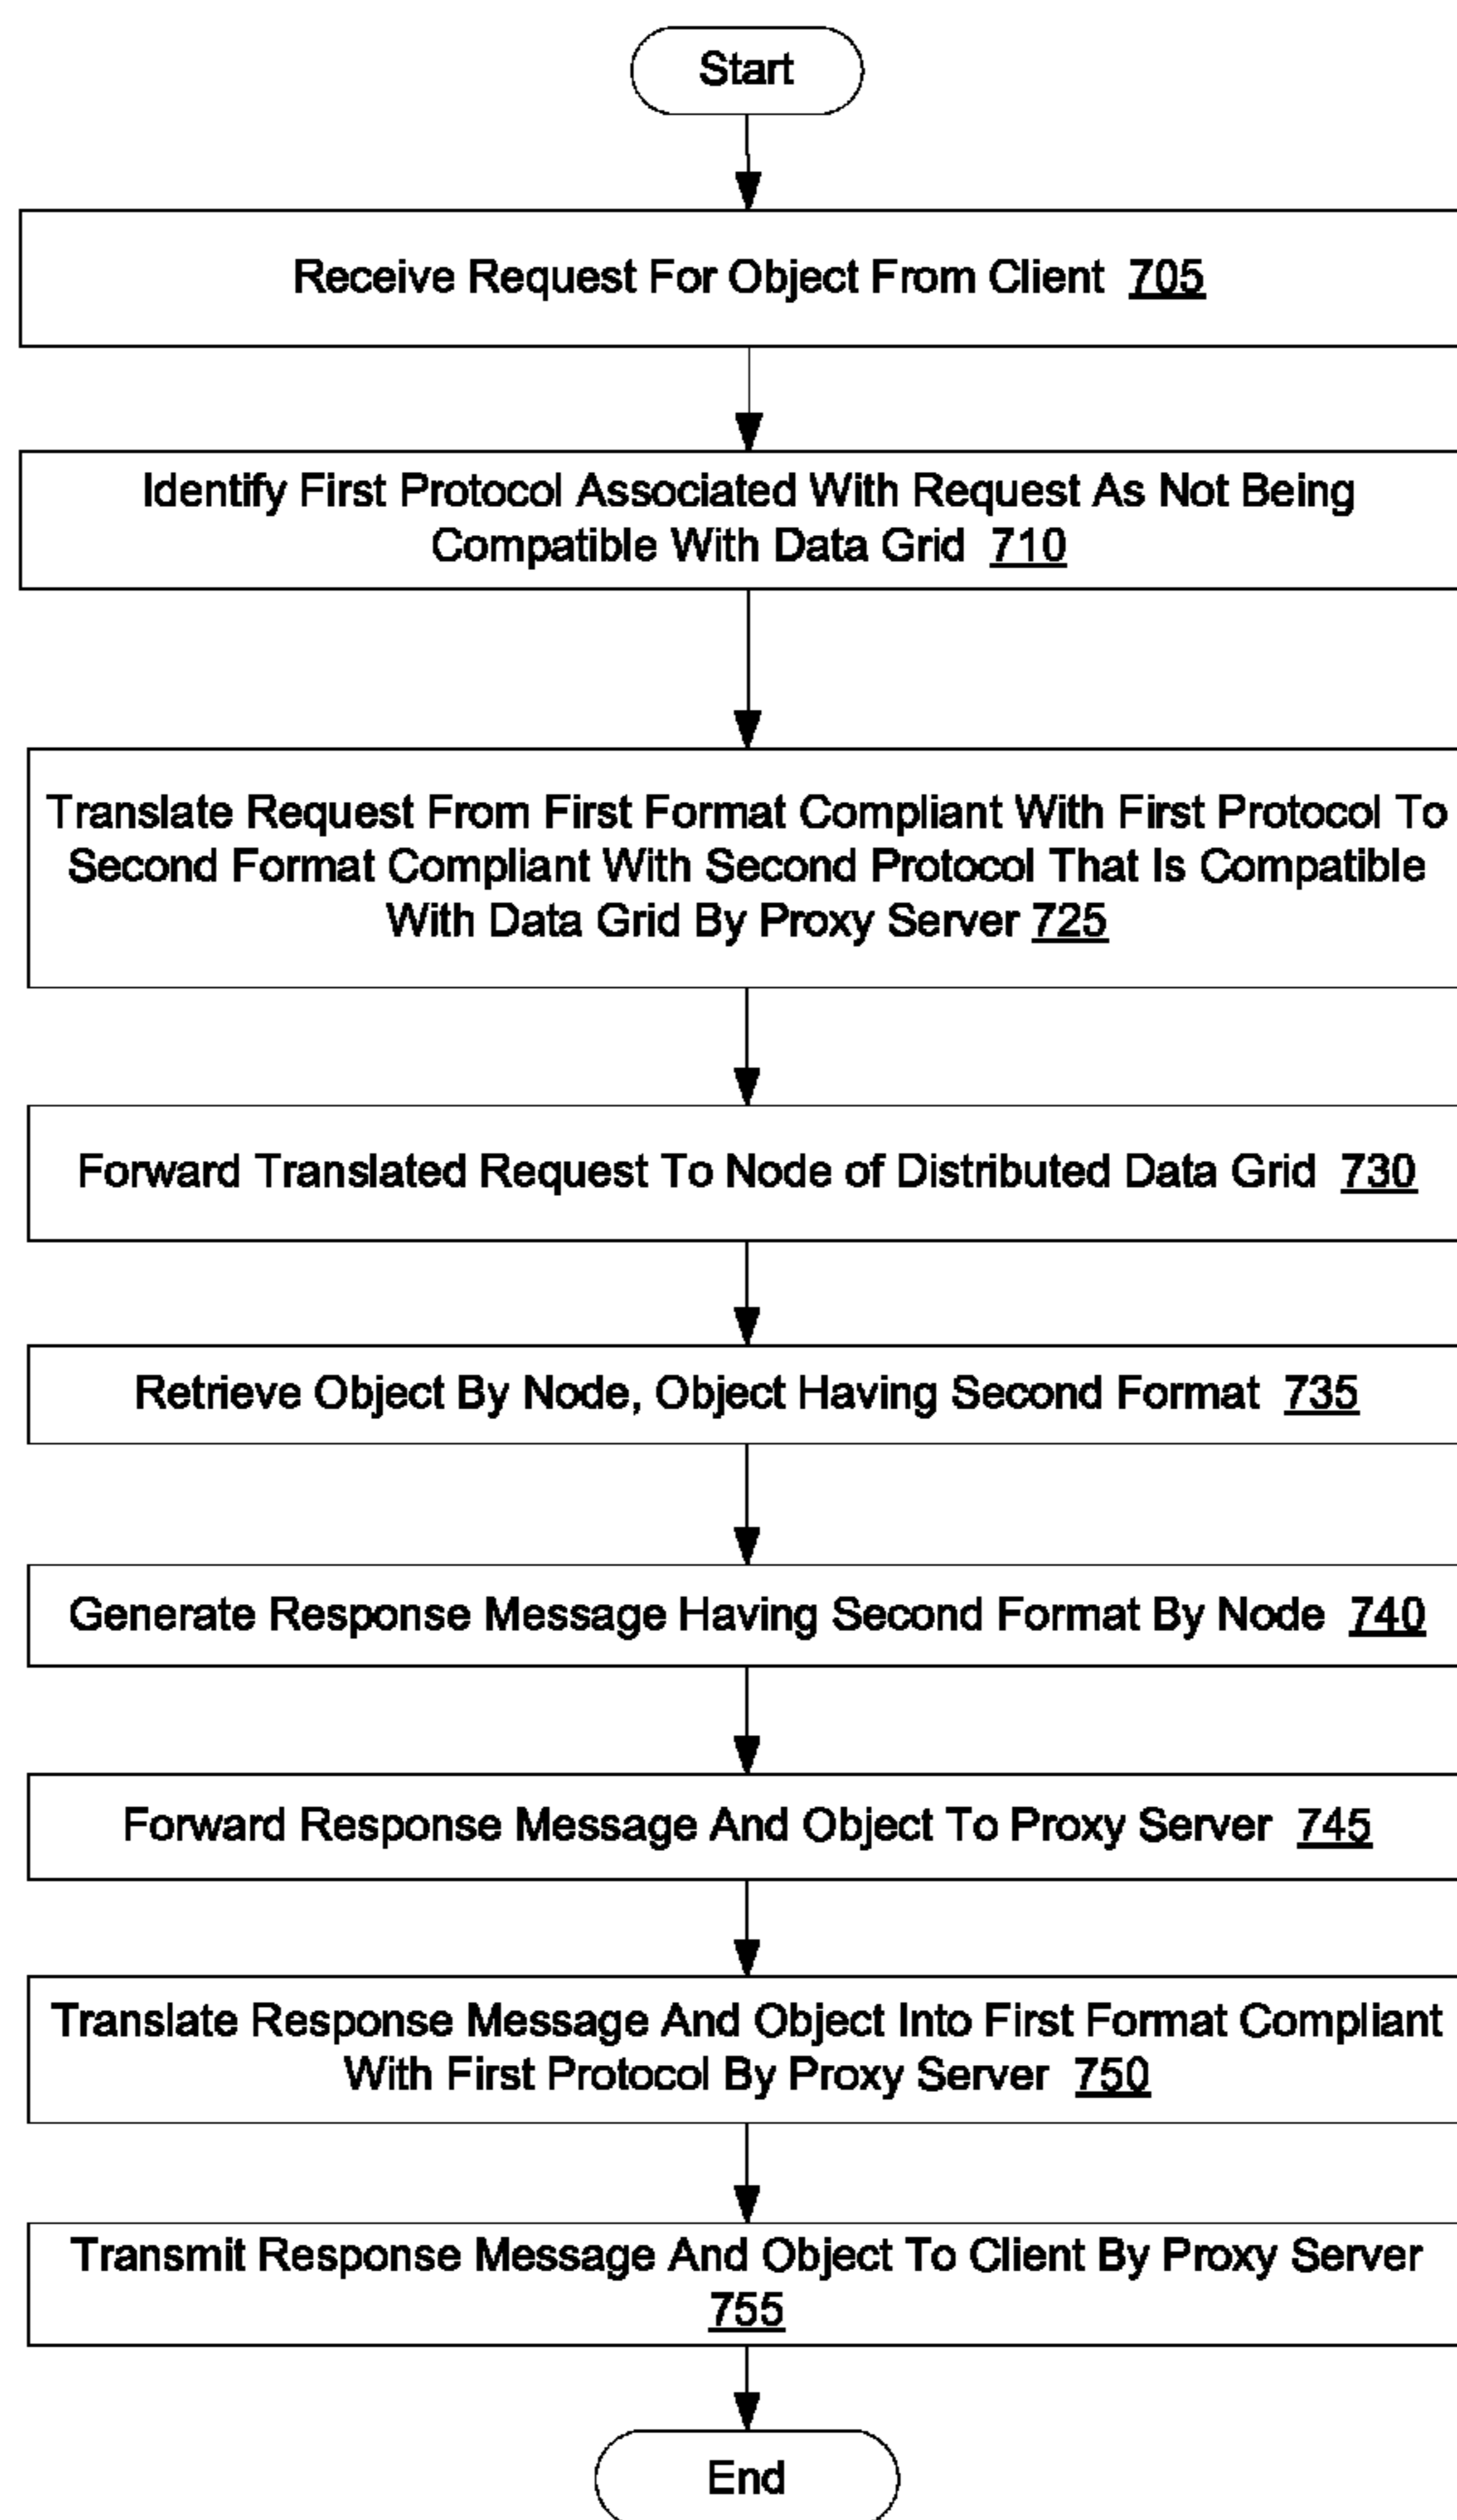 Start
Receive Request For Object From Client 705
Identify First Protocol Associated With Request As Not Being
Compatible With Data Grid 710
Translate Request From First Format Compliant With First Protocol To
Second Format Compliant With Second Protocol That Is Compatible
With Data Grid By Proxy Server 725
Forward Translated Request To Node of Distributed Data Grid 730
Retrieve Object By Node, Object Having Second Format 735
Generate Response Message Having Second Format By Node 740
Forward Response Message And Object To Proxy Server 745
Translate Response Message And Object Into First Format Compliant
With First Protocol By Proxy Server 750
Transmit Response Message And Object To Client By Proxy Server
755
End